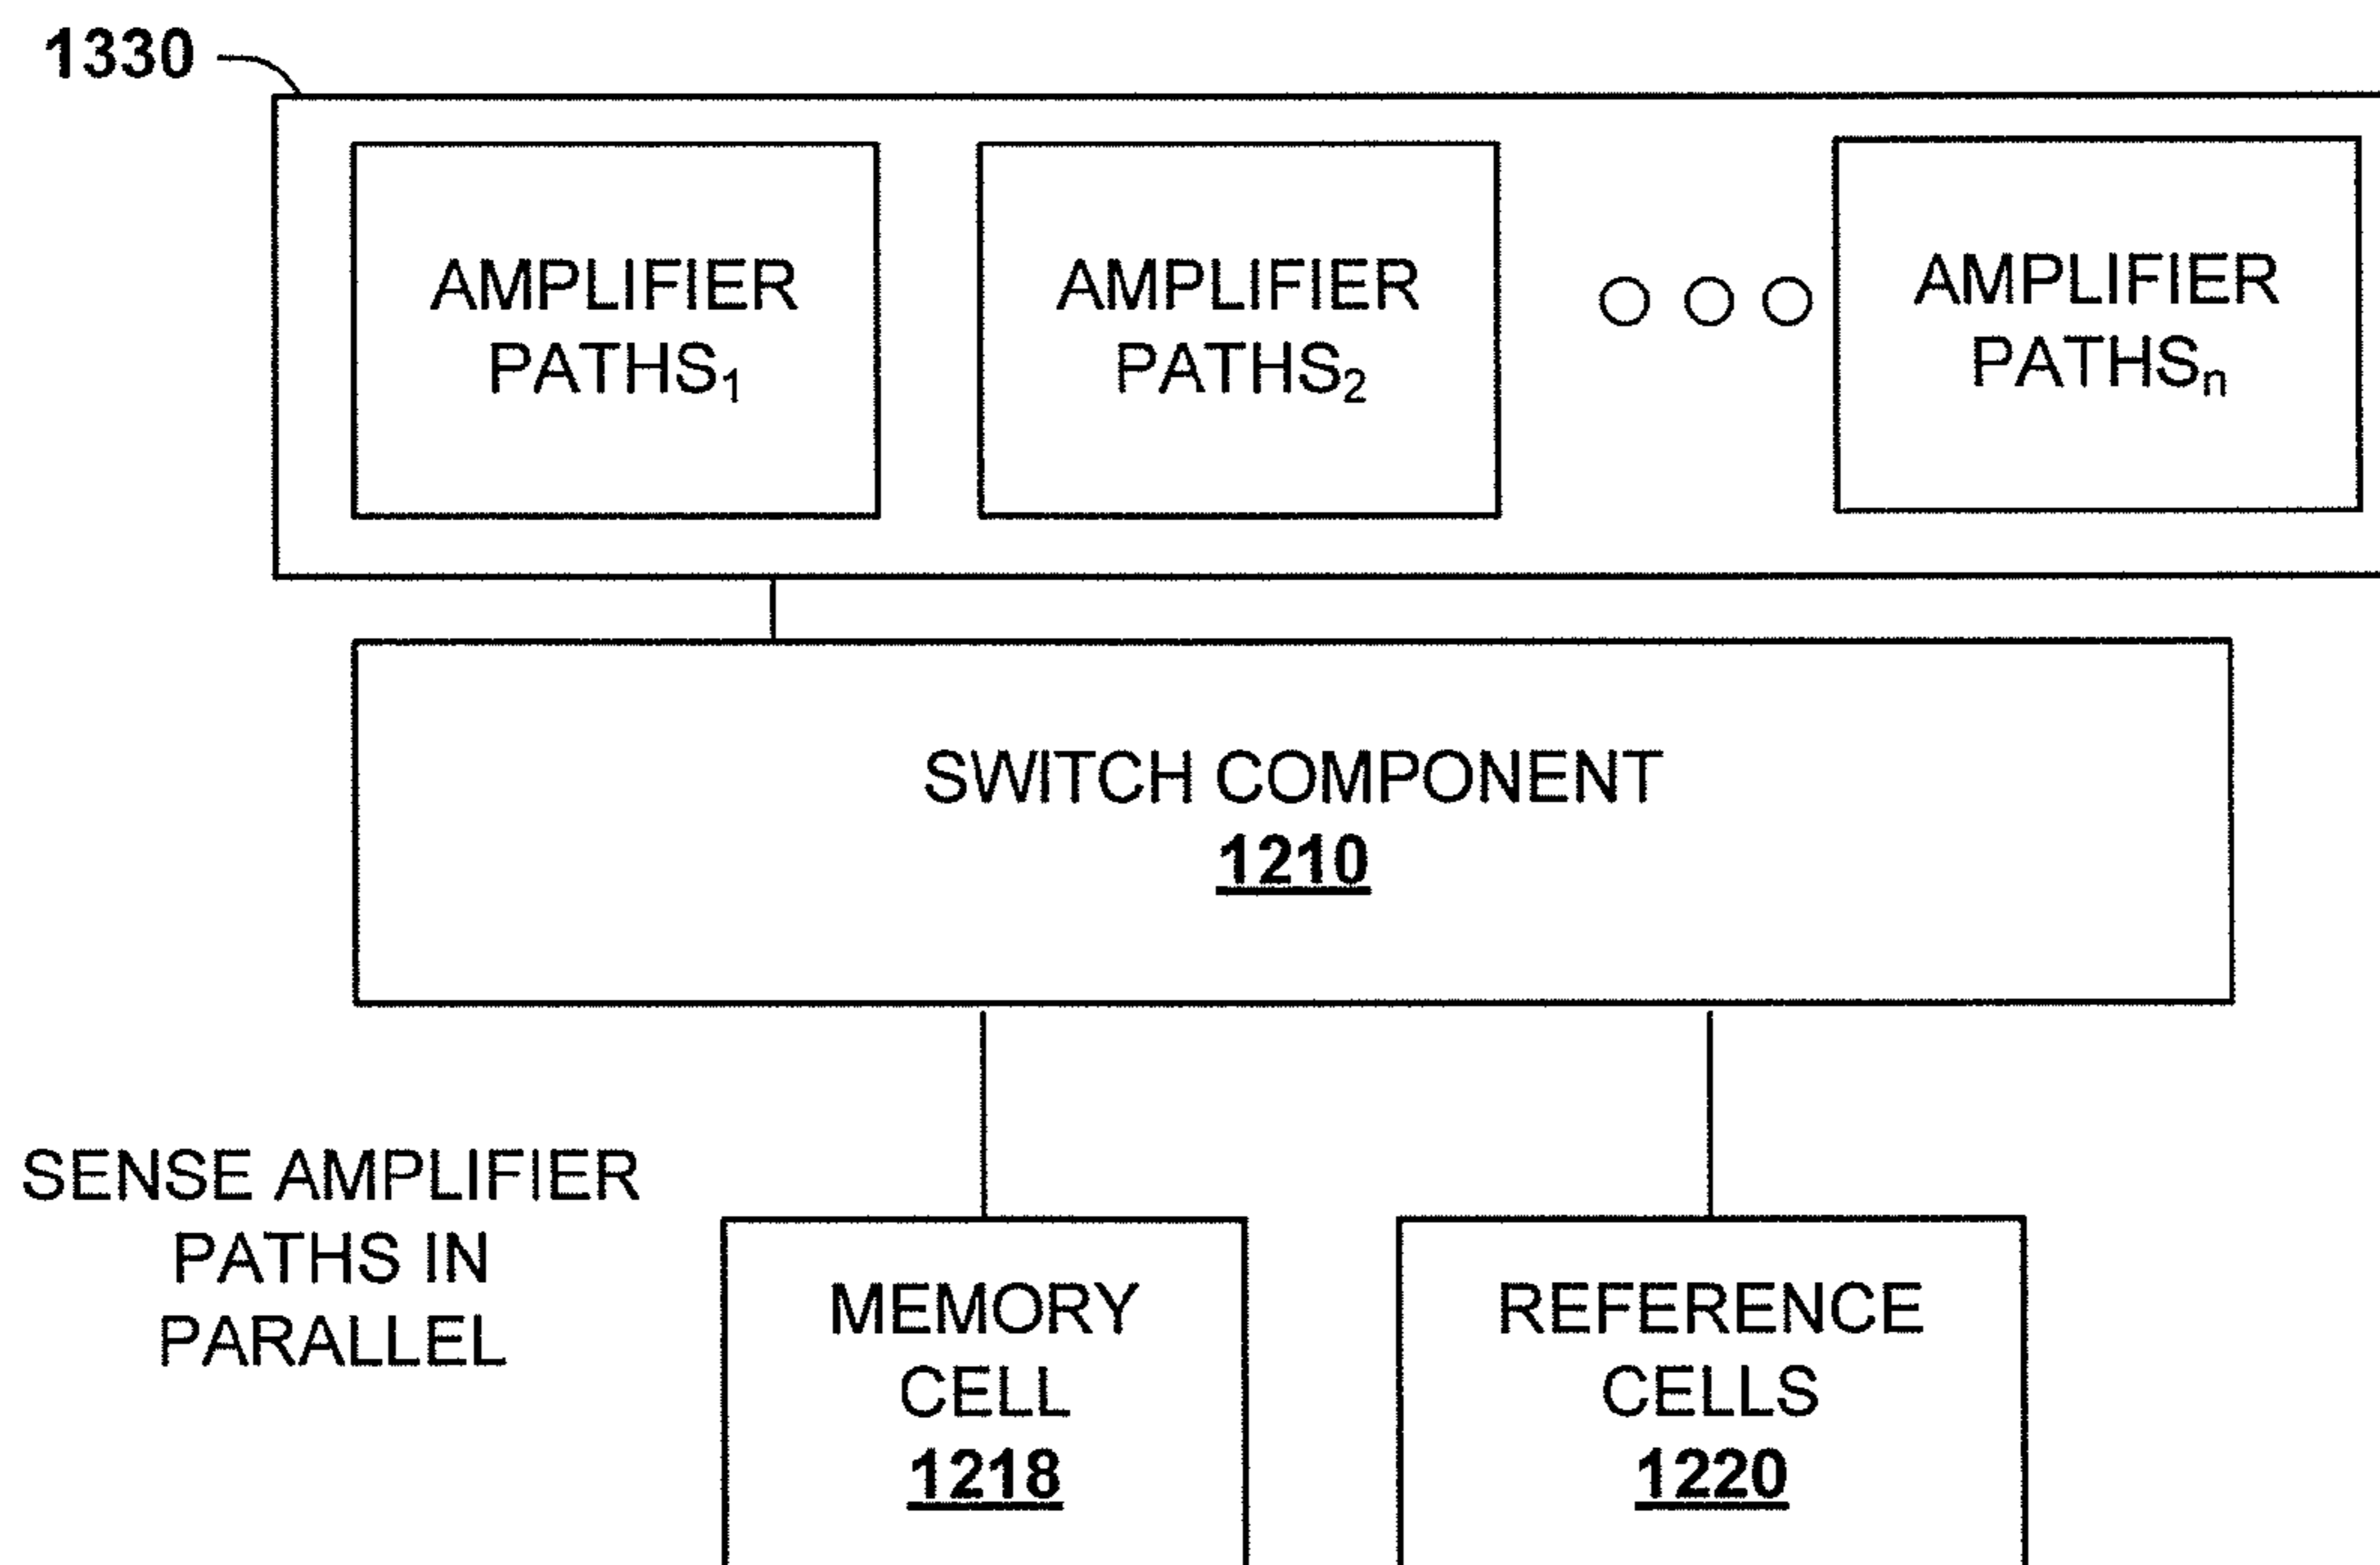 1330
AMPLIFIER
PATHS₁
AMPLIFIER
PATHS₂
AMPLIFIER
PATHSₙ
SWITCH COMPONENT
1210
SENSE AMPLIFIER
PATHS IN
PARALLEL
MEMORY
CELL
1218
REFERENCE
CELLS
1220